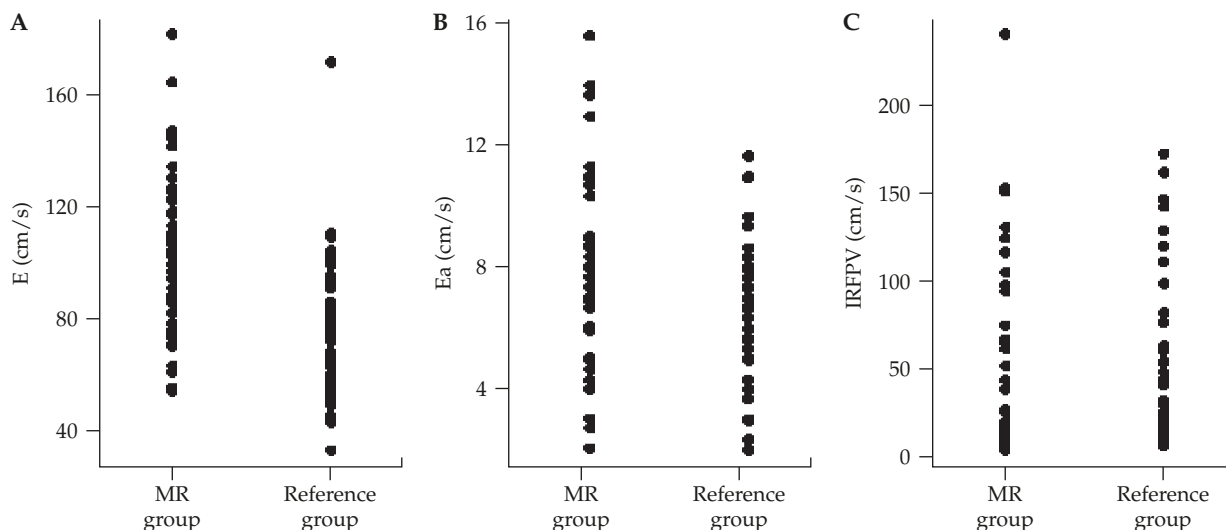 A
E (cm/s)
160
120
80
40
MR
group
Reference
group
B
Ea (cm/s)
16
12
8
4
MR
group
Reference
group
C
IRFPV (cm/s)
200
150
100
50
0
MR
group
Reference
group